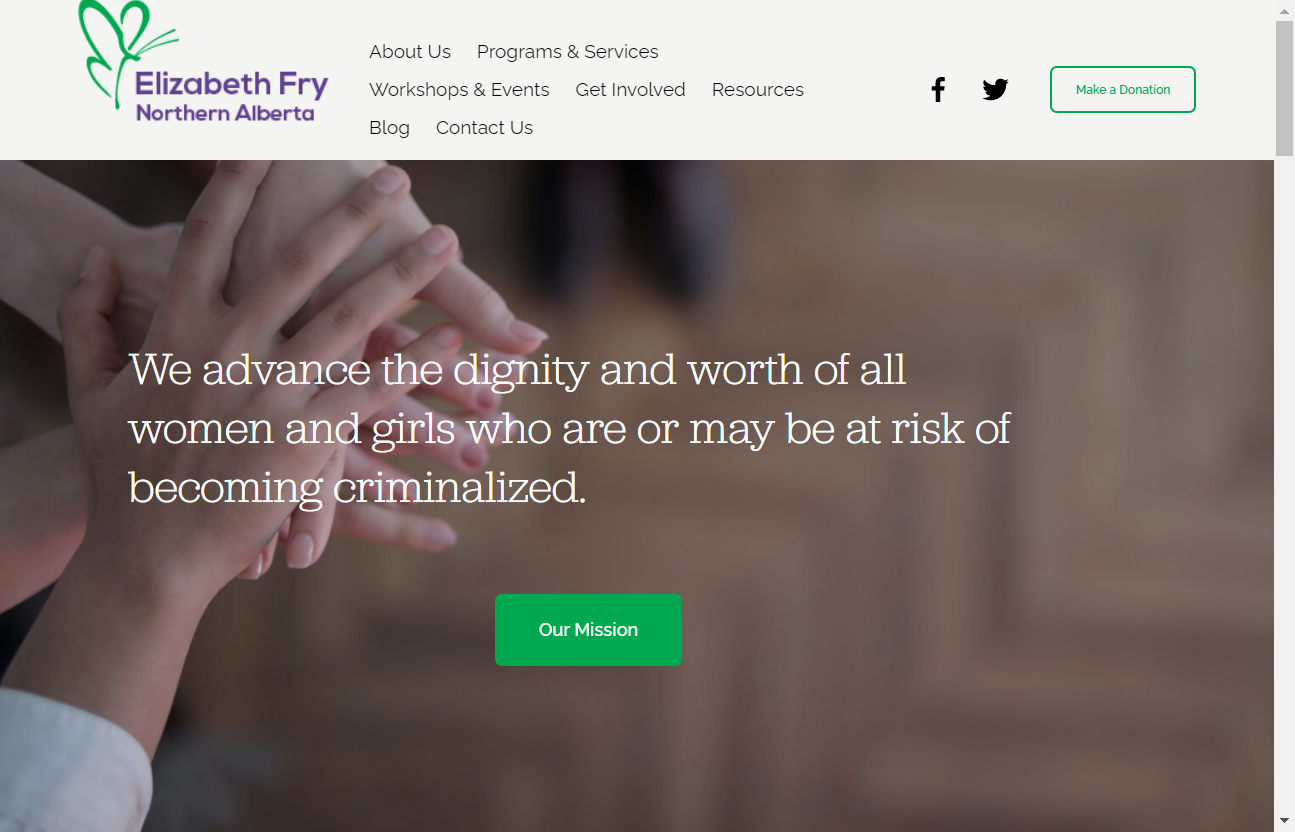 Elizabeth Fry
Northern Alberta
About Us Programs & Services
Workshops & Events Get Involved Resources
Blog Contact Us
Make a Donation
We advance the dignity and worth of all
women and girls who are or may be at risk of
becoming criminalized.
Our Mission